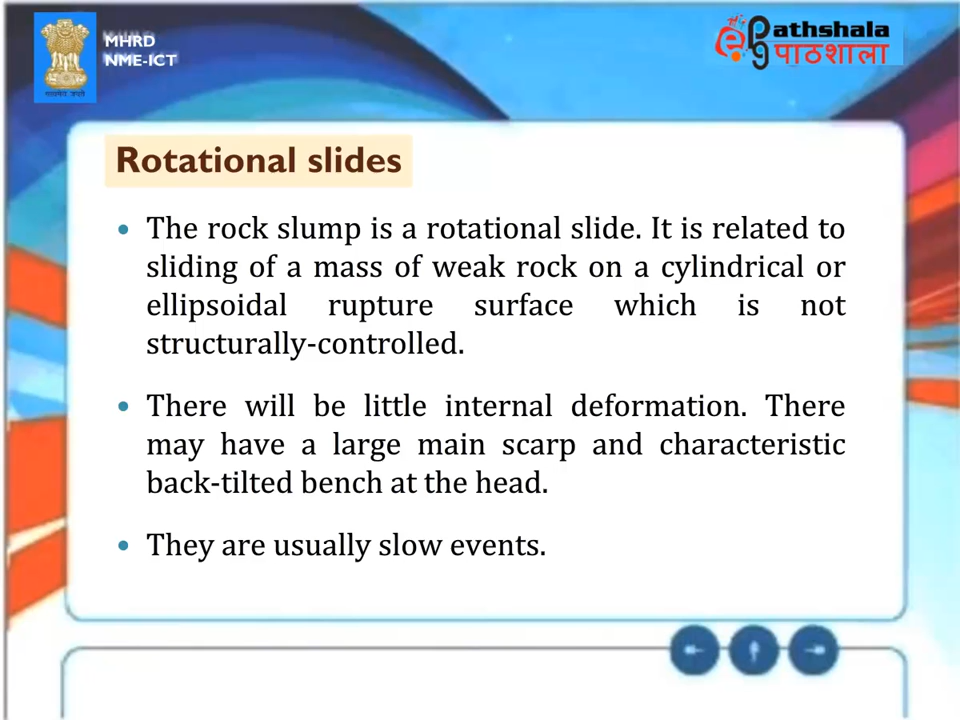 MHRD
NME-ICT
e
pg
athshala
पाठशाला
Rotational slides
• The rock slump is a rotational slide. It is related to
sliding of a mass of weak rock on a cylindrical or
ellipsoidal rupture surface which is not
structurally-controlled.
• There will be little internal deformation. There
may have a large main scarp and characteristic
back-tilted bench at the head.
• They are usually slow events.